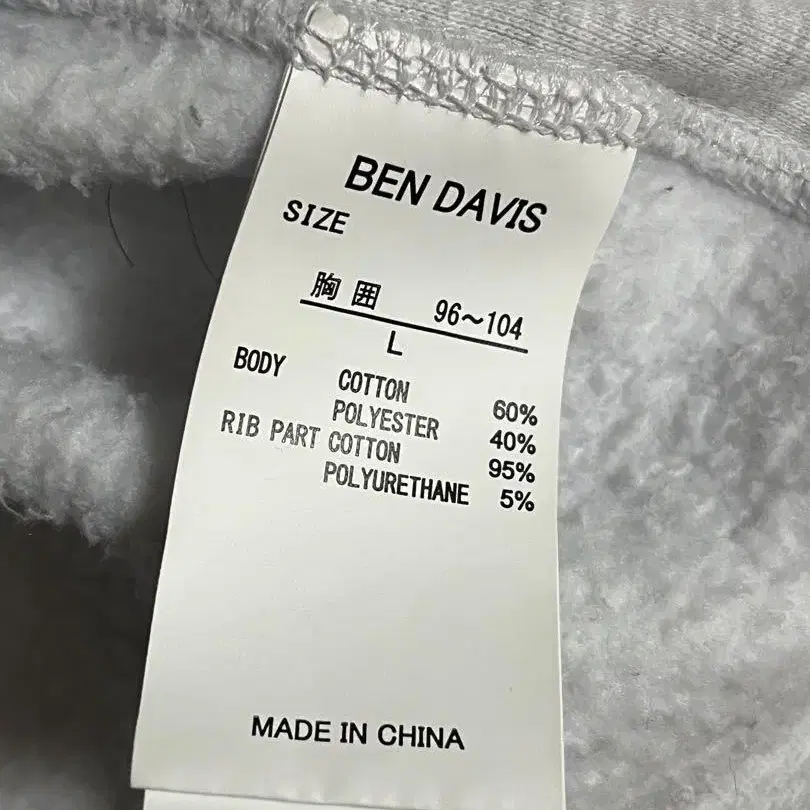 BEN DAVIS
SIZE
胸囲 96～104
L
BODY COTTON 60%
POLYESTER 40%
RIB PART COTTON 95%
POLYURETHANE 5%
MADE IN CHINA